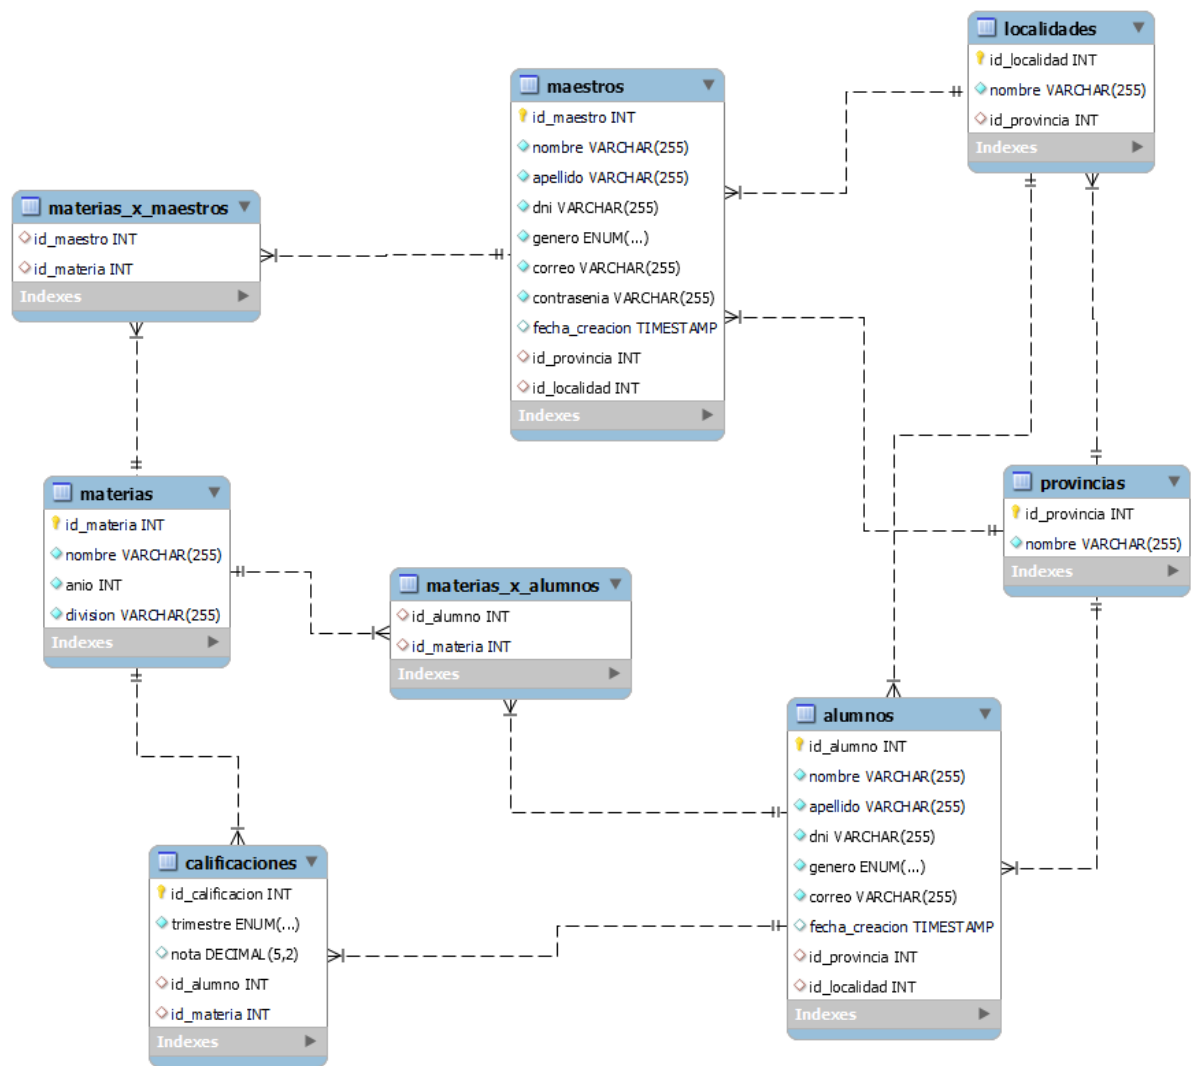 localidades
id_localidad INT
nombre VARCHAR(255)
id_provincia INT
Indexes
maestros
id_maestro INT
nombre VARCHAR(255)
apellido VARCHAR(255)
dni VARCHAR(255)
genero ENUM(...)
correo VARCHAR(255)
contrasenia VARCHAR(255)
fecha_creacion TIMESTAMP
id_provincia INT
id_localidad INT
Indexes
materias_x_maestros
id_maestro INT
id_materia INT
Indexes
materias
id_materia INT
nombre VARCHAR(255)
anio INT
division VARCHAR(255)
Indexes
provincias
id_provincia INT
nombre VARCHAR(255)
Indexes
materias_x_alumnos
id_alumno INT
id_materia INT
Indexes
alumnos
id_alumno INT
nombre VARCHAR(255)
apellido VARCHAR(255)
dni VARCHAR(255)
genero ENUM(...)
correo VARCHAR(255)
fecha_creacion TIMESTAMP
id_provincia INT
id_localidad INT
Indexes
calificaciones
id_calificacion INT
trimestre ENUM(...)
nota DECIMAL(5,2)
id_alumno INT
id_materia INT
Indexes